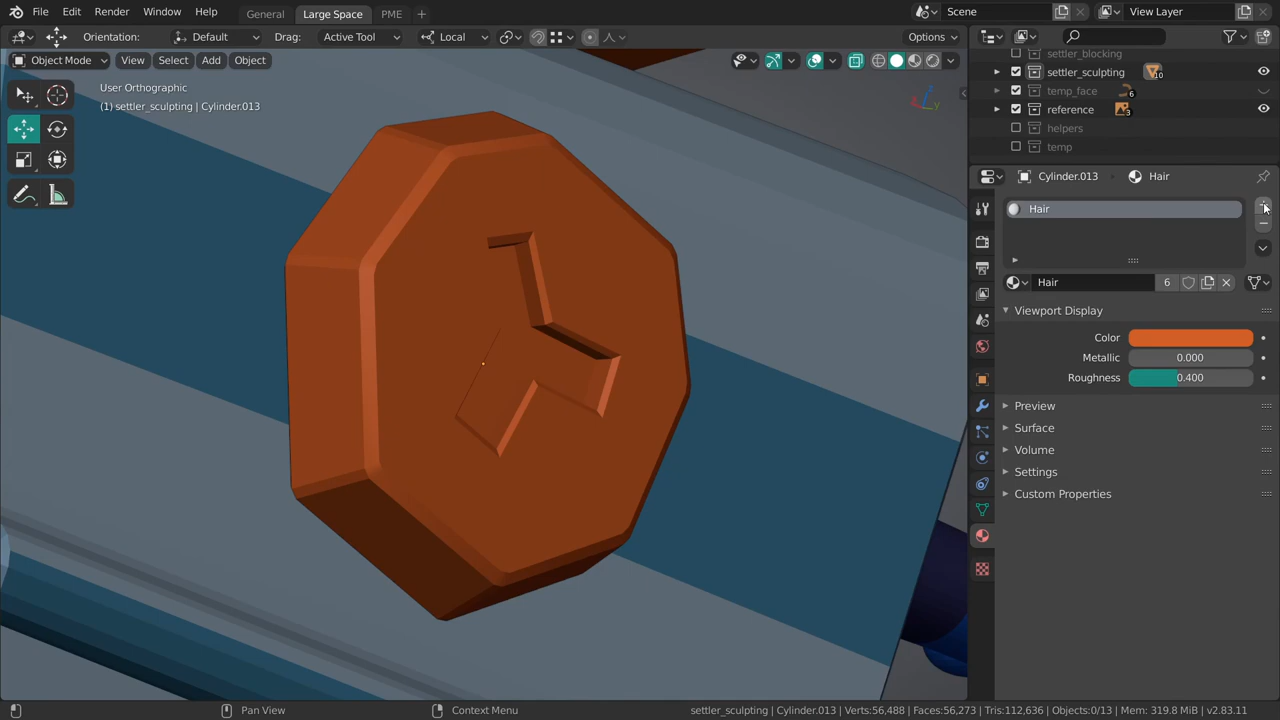 File Edit Render Window Help General Large Space PME + Scene View Layer
Orientation: Default Drag: Active Tool Local Options
Object Mode View Select Add Object
User Orthographic
(1) settler_sculpting | Cylinder.013
settler_blocking
settler_sculpting 10
temp_face 6
reference 3
helpers
temp
Cylinder.013 Hair
Hair
Hair 6
Viewport Display
Color
Metallic 0.000
Roughness 0.400
Preview
Surface
Volume
Settings
Custom Properties
Pan View Context Menu settler_sculpting | Cylinder.013 | Verts:56,488 | Faces:56,273 | Tris:112,636 | Objects:0/13 | Mem: 319.8 MiB | v2.83.11